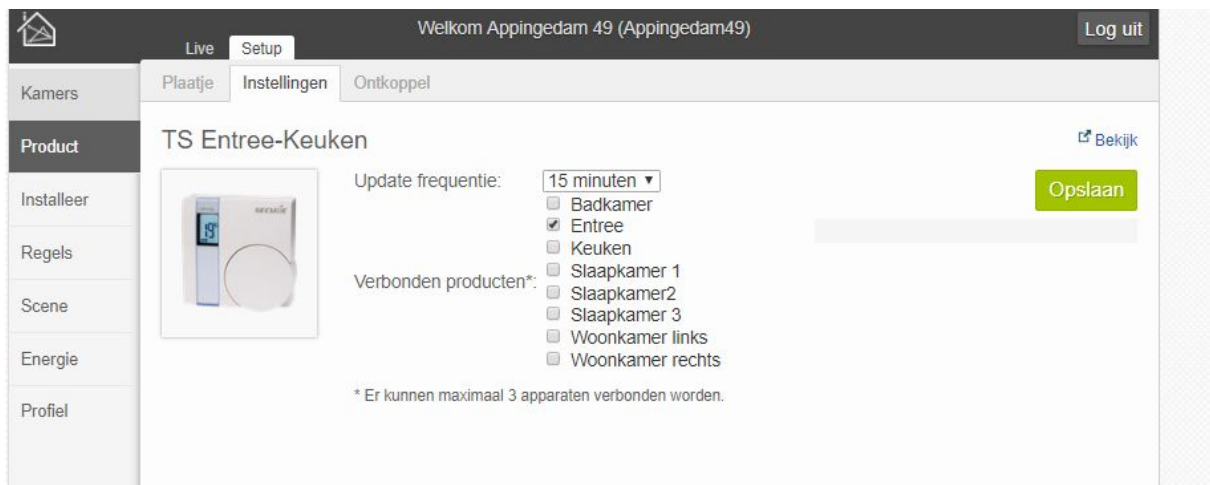 Welkom Appingedam 49 (Appingedam49)
Log uit
Live Setup
Plaatje Instellingen Ontkoppel
Kamers
Product
Installeer
Regels
Scene
Energie
Profiel
TS Entree-Keuken
Bekijk
Update frequentie: 15 minuten
Opslaan
Verbonden producten*:
Badkamer
Entree
Keuken
Slaapkamer 1
Slaapkamer2
Slaapkamer 3
Woonkamer links
Woonkamer rechts
* Er kunnen maximaal 3 apparaten verbonden worden.
SECURE
19°